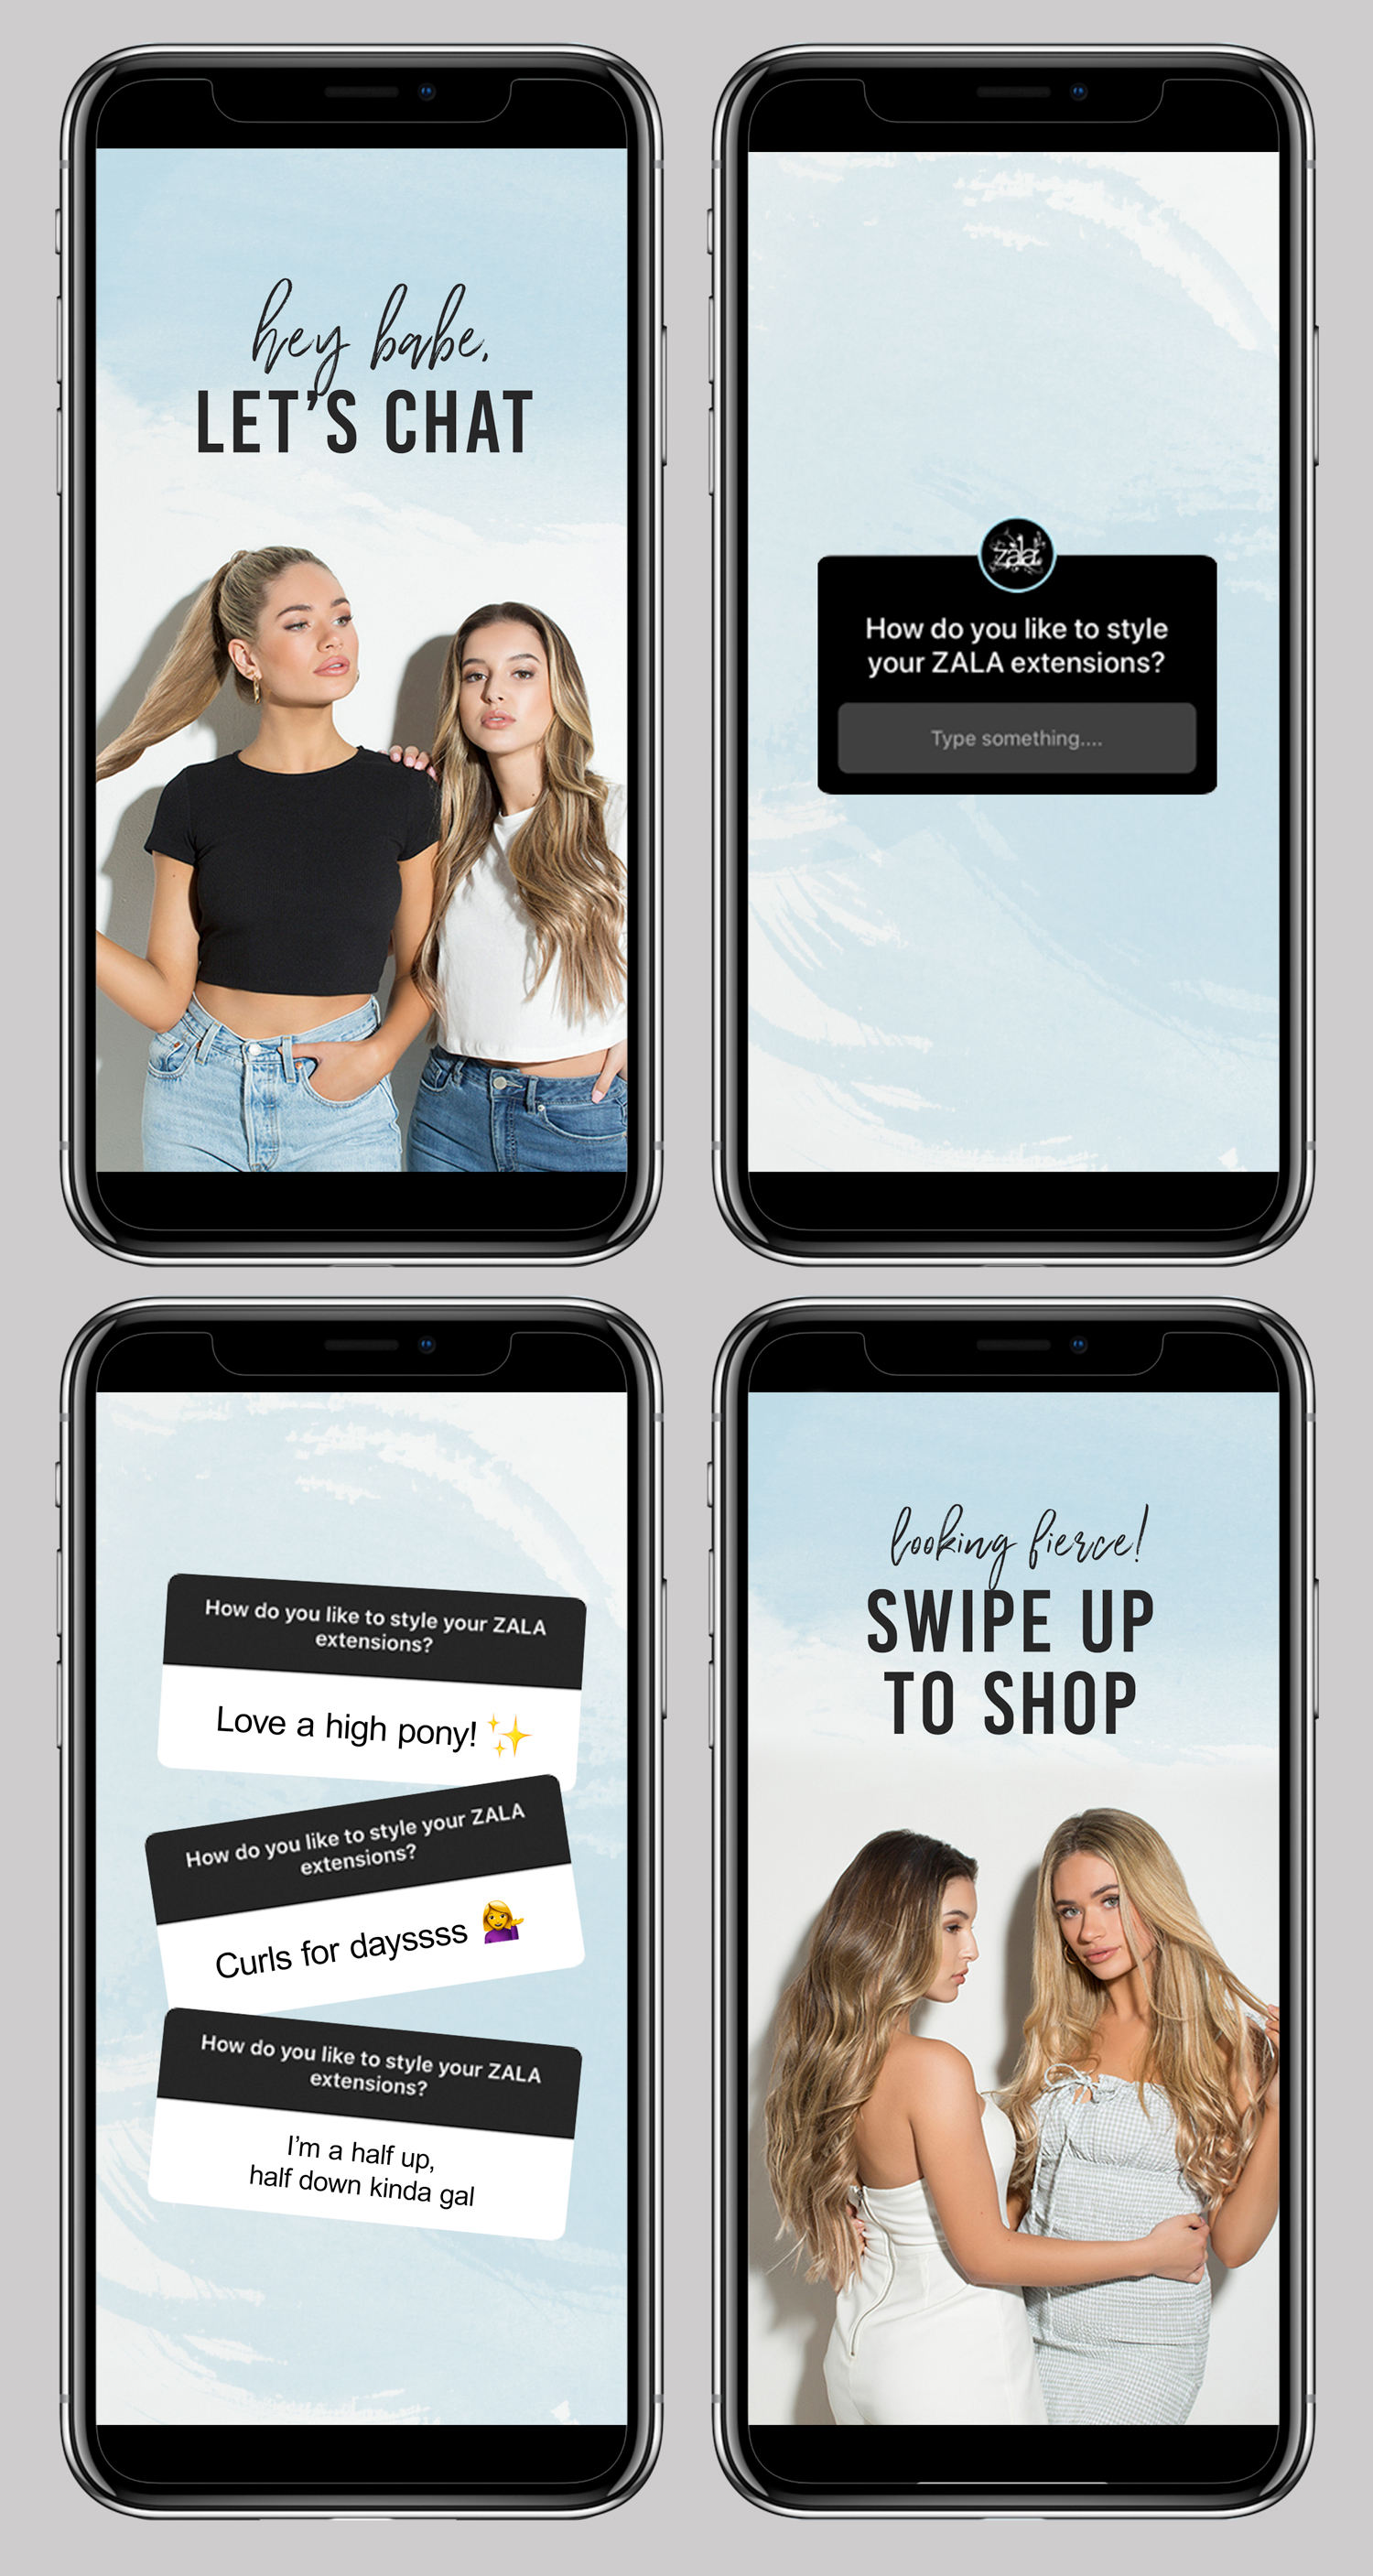 hey babe,
LET'S CHAT
zala
How do you like to style
your ZALA extensions?
Type something....
How do you like to style your ZALA
extensions?
Love a high pony! ✨
How do you like to style your ZALA
extensions?
Curls for dayssss 💁‍♀️
How do you like to style your ZALA
extensions?
I'm a half up,
half down kinda gal
looking fierce!
SWIPE UP
TO SHOP